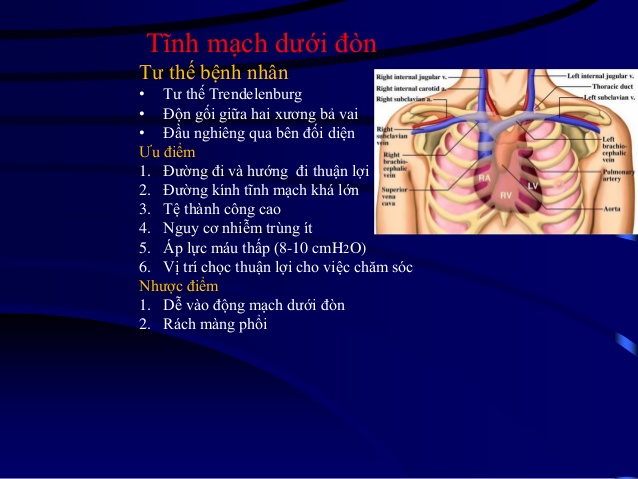 Tĩnh mạch dưới đòn
Tư thế bệnh nhân
• Tư thế Trendelenburg
• Độn gối giữa hai xương bả vai
• Đầu nghiêng qua bên đối diện
Ưu điểm
1. Đường đi và hướng đi thuận lợi
2. Đường kính tĩnh mạch khá lớn
3. Tệ thành công cao
4. Nguy cơ nhiễm trùng ít
5. Áp lực máu thấp (8-10 cmH2O)
6. Vị trí chọc thuận lợi cho việc chăm sóc
Nhược điểm
1. Dễ vào động mạch dưới đòn
2. Rách màng phổi
Right internal jugular v.
Right internal carotid a.
Right subclavian a.
Right
subclavian
vein
Right
brachio-
cephalic
vein
Superior
vena
cava
RA
RV
LV
Left internal jugular v.
Thoracic duct
Left subclavian v.
Left
brachio-
cephalic
vein
Pulmonary
artery
Aorta